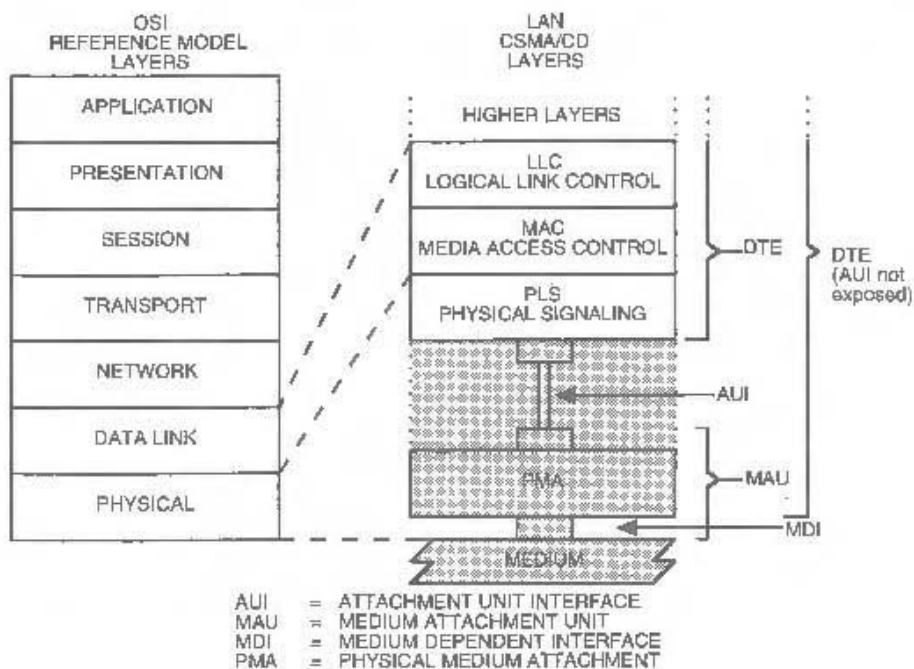 OSI
REFERENCE MODEL
LAYERS
APPLICATION
PRESENTATION
SESSION
TRANSPORT
NETWORK
DATA LINK
PHYSICAL
LAN
CSMA/CD
LAYERS
HIGHER LAYERS
LLC
LOGICAL LINK CONTROL
MAC
MEDIA ACCESS CONTROL
PLS
PHYSICAL SIGNALING
AUI
PMA
MEDIUM
DTE
MAU
MDI
DTE
(AUI not
exposed)
AUI = ATTACHMENT UNIT INTERFACE
MAU = MEDIUM ATTACHMENT UNIT
MDI = MEDIUM DEPENDENT INTERFACE
PMA = PHYSICAL MEDIUM ATTACHMENT